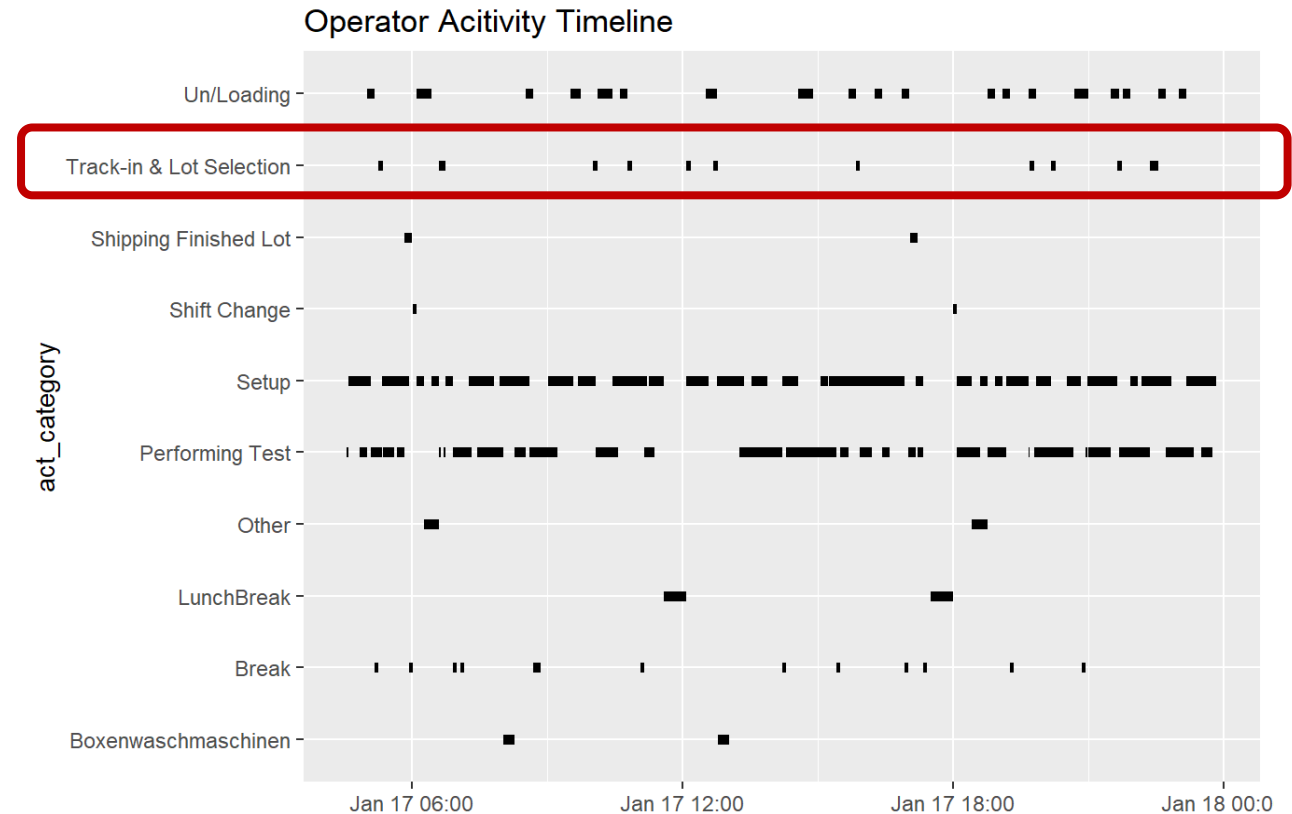 Operator Acitivity Timeline
Un/Loading
Track-in & Lot Selection
Shipping Finished Lot
Shift Change
Setup
Performing Test
Other
LunchBreak
Break
Boxenwaschmaschinen
act_category
Jan 17 06:00 Jan 17 12:00 Jan 17 18:00 Jan 18 00:0